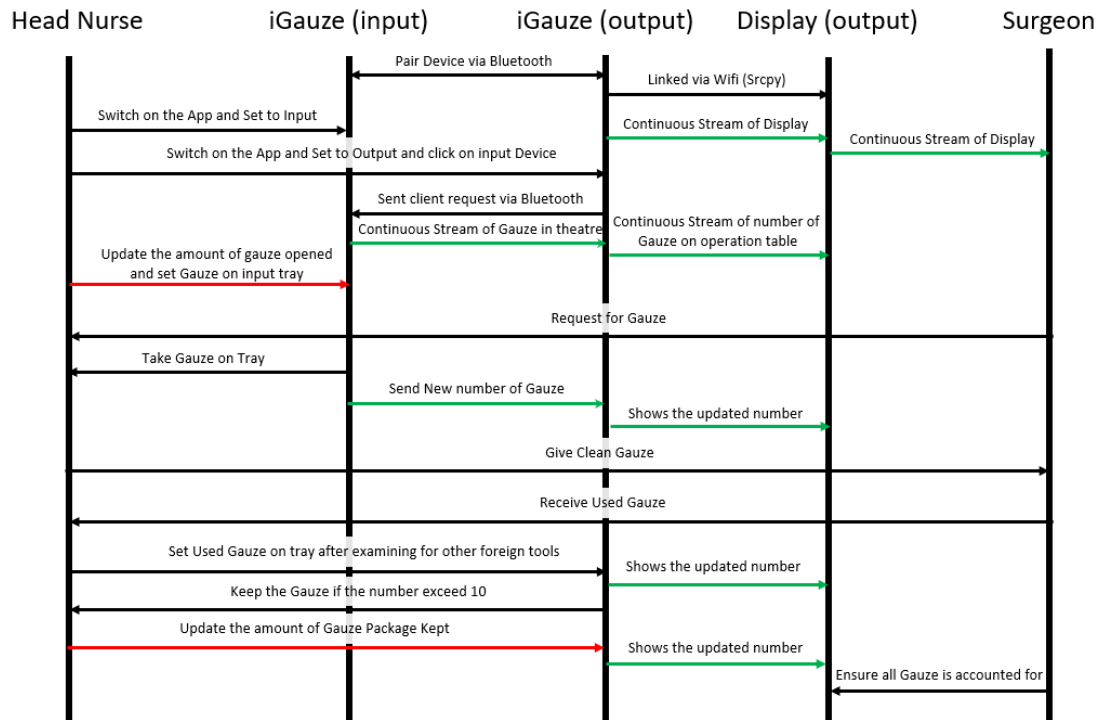 Head Nurse
iGauze (input)
iGauze (output)
Display (output)
Surgeon
Pair Device via Bluetooth
Linked via Wifi (Srcpy)
Switch on the App and Set to Input
Continuous Stream of Display
Continuous Stream of Display
Switch on the App and Set to Output and click on input Device
Sent client request via Bluetooth
Continuous Stream of Gauze in theatre
Continuous Stream of number of
Gauze on operation table
Update the amount of gauze opened
and set Gauze on input tray
Request for Gauze
Take Gauze on Tray
Send New number of Gauze
Shows the updated number
Give Clean Gauze
Receive Used Gauze
Set Used Gauze on tray after examining for other foreign tools
Shows the updated number
Keep the Gauze if the number exceed 10
Update the amount of Gauze Package Kept
Shows the updated number
Ensure all Gauze is accounted for